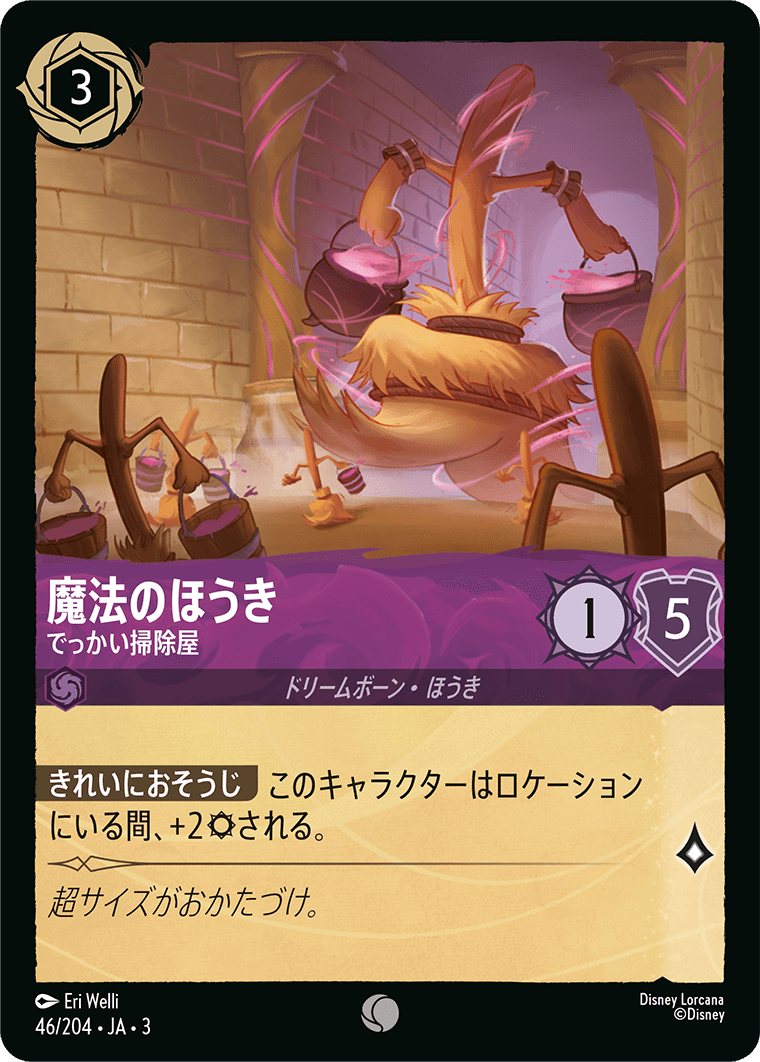 3
魔法のほうき
でっかい掃除屋
1
5
ドリームボーン・ほうき
きれいにおそうじ このキャラクターはロケーション
にいる間、+2される。
超サイズがおかたづけ。
Eri Welli
46/204・JA・3
Disney Lorcana
©Disney